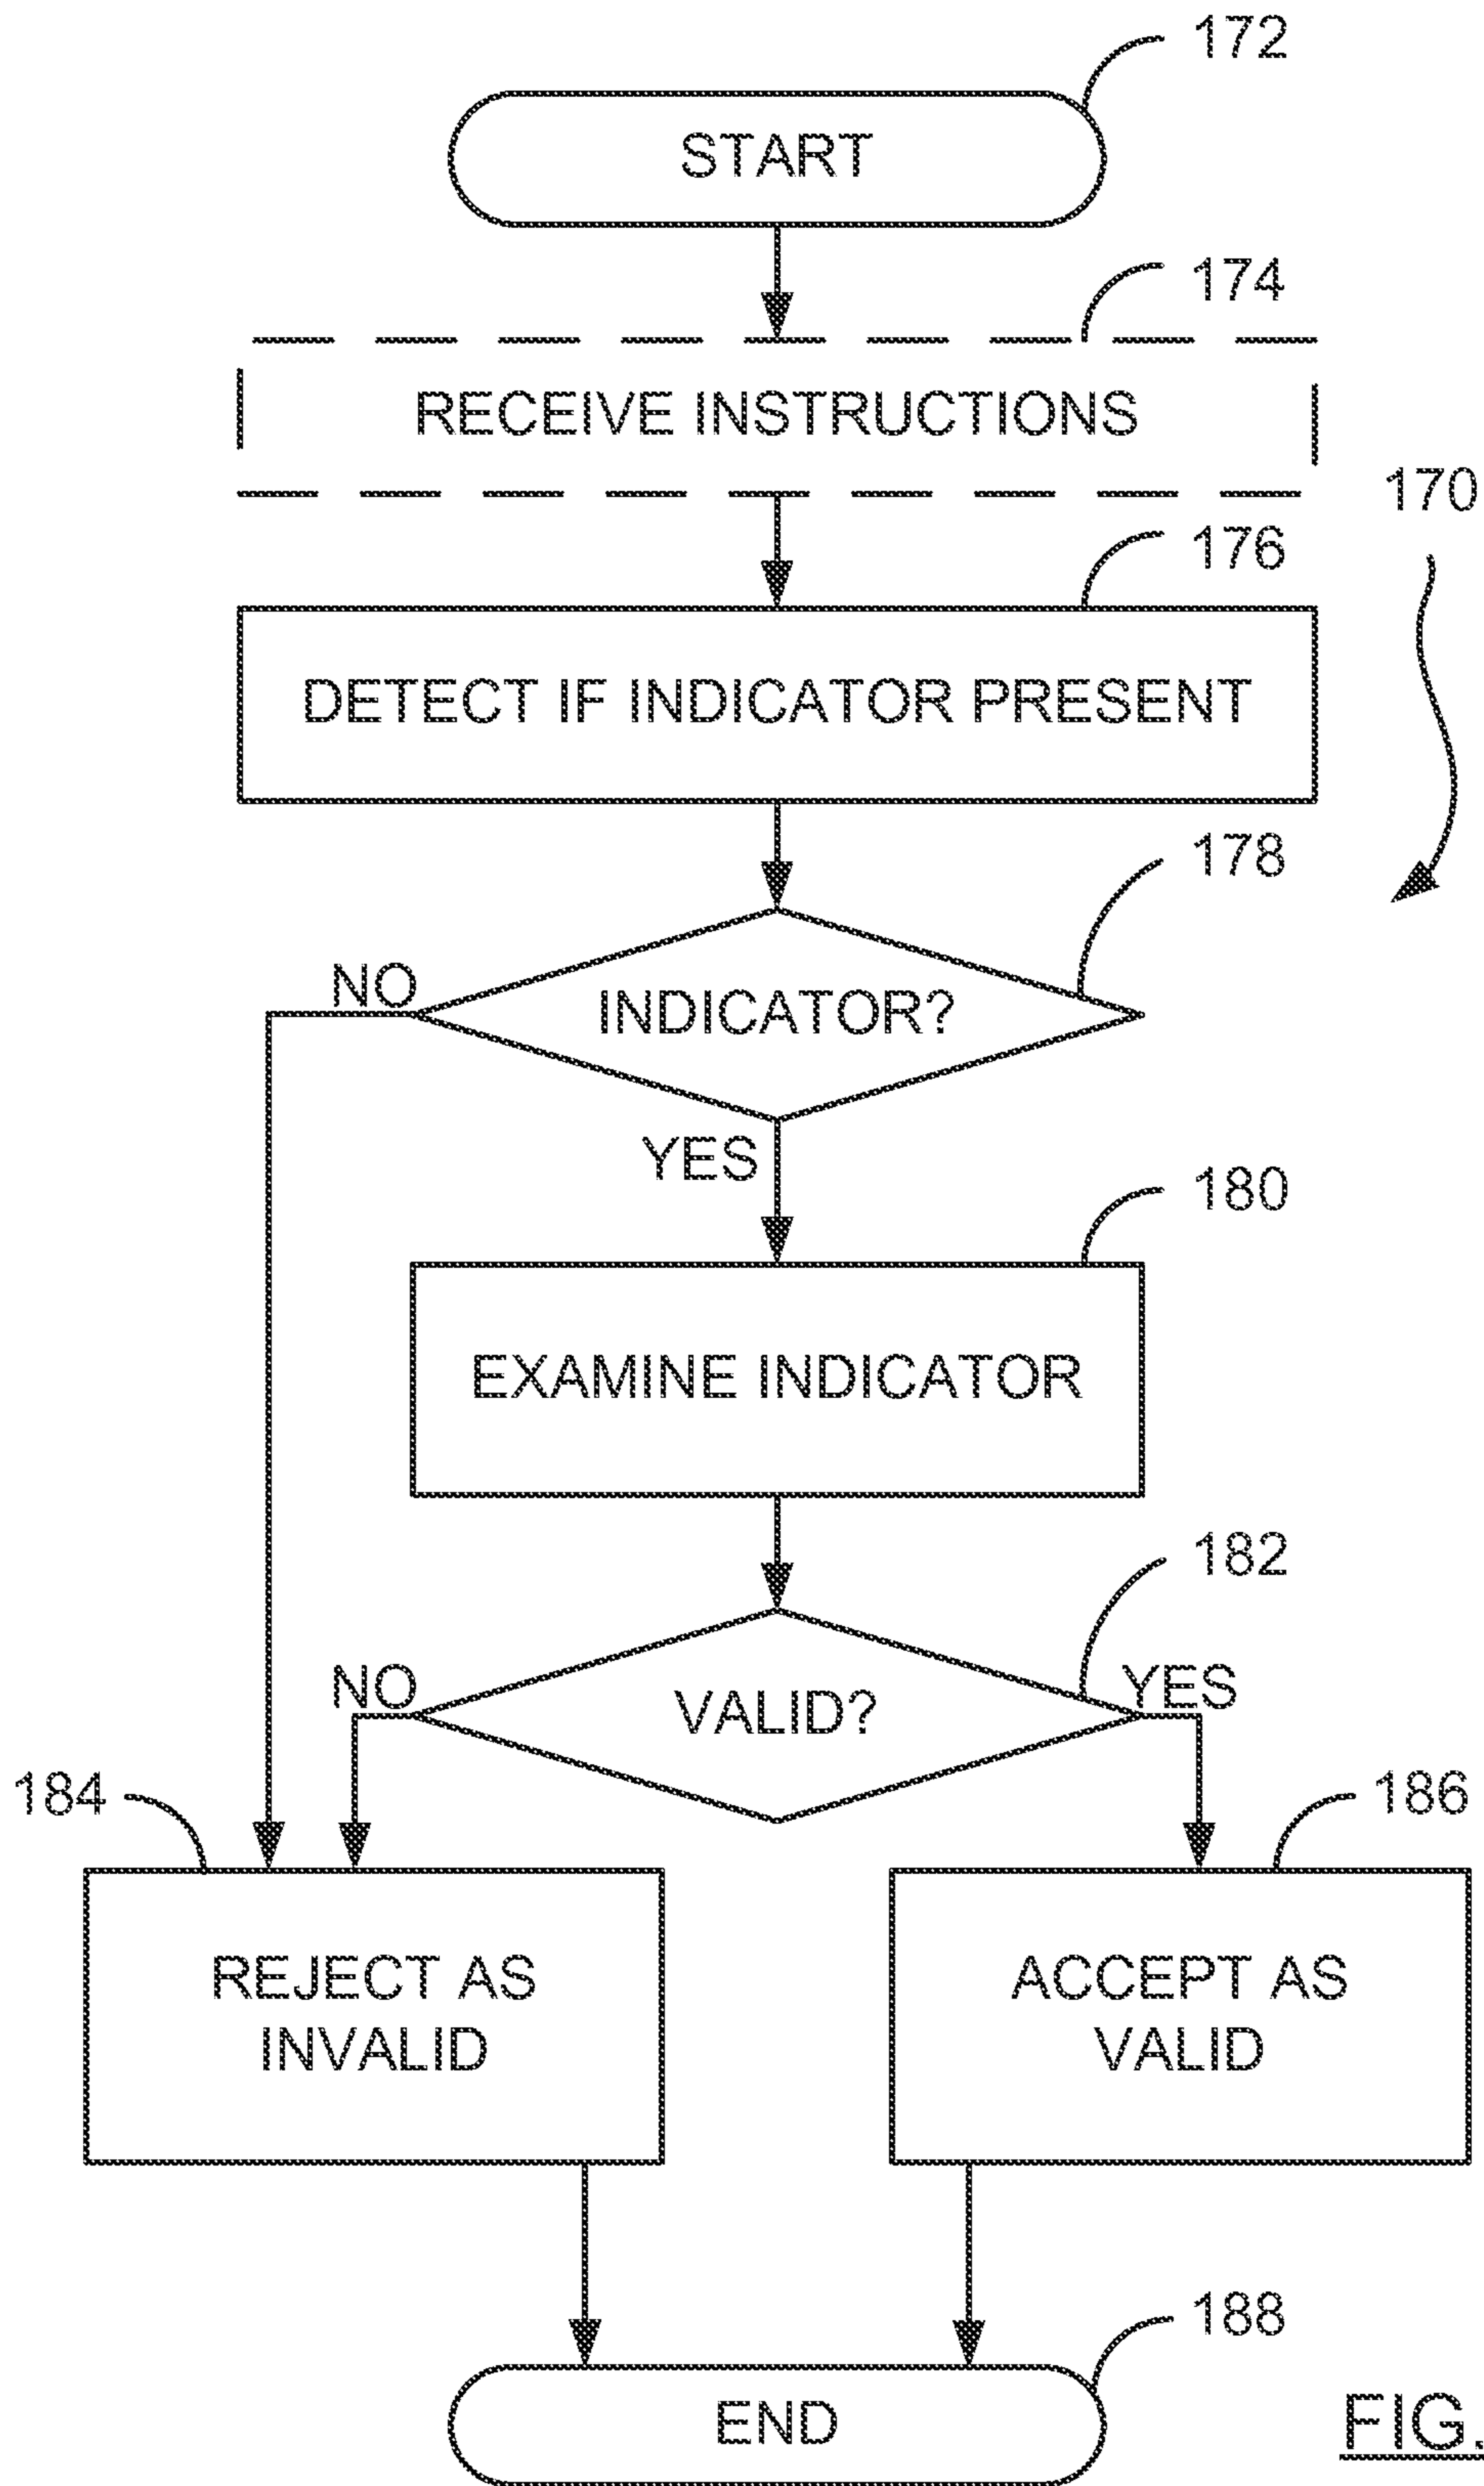 172
START
174
RECEIVE INSTRUCTIONS
170
176
DETECT IF INDICATOR PRESENT
178
NO
INDICATOR?
YES
180
EXAMINE INDICATOR
182
NO
VALID?
YES
184
186
REJECT AS
INVALID
ACCEPT AS
VALID
188
END
FIG.